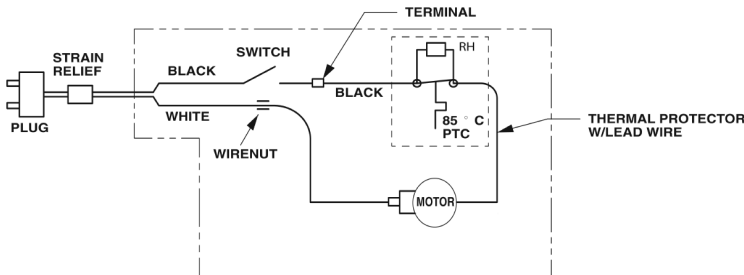 TERMINAL
STRAIN
RELIEF
SWITCH
RH
BLACK
BLACK
WHITE
PLUG
85 ° C
PTC
THERMAL PROTECTOR
W/LEAD WIRE
WIRENUT
MOTOR